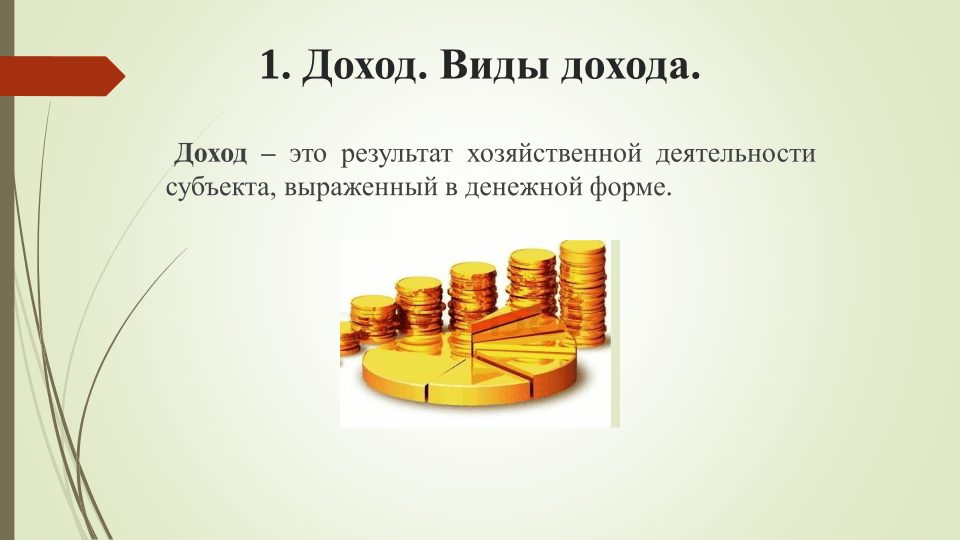 1. Доход. Виды дохода.
Доход – это результат хозяйственной деятельности
субъекта, выраженный в денежной форме.